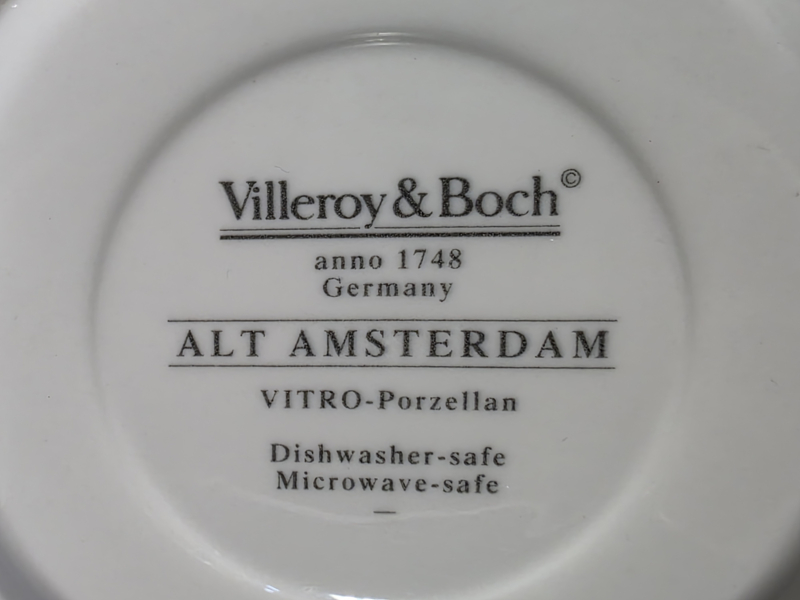 Villeroy & Boch©
anno 1748
Germany
ALT AMSTERDAM
VITRO-Porzellan
Dishwasher-safe
Microwave-safe